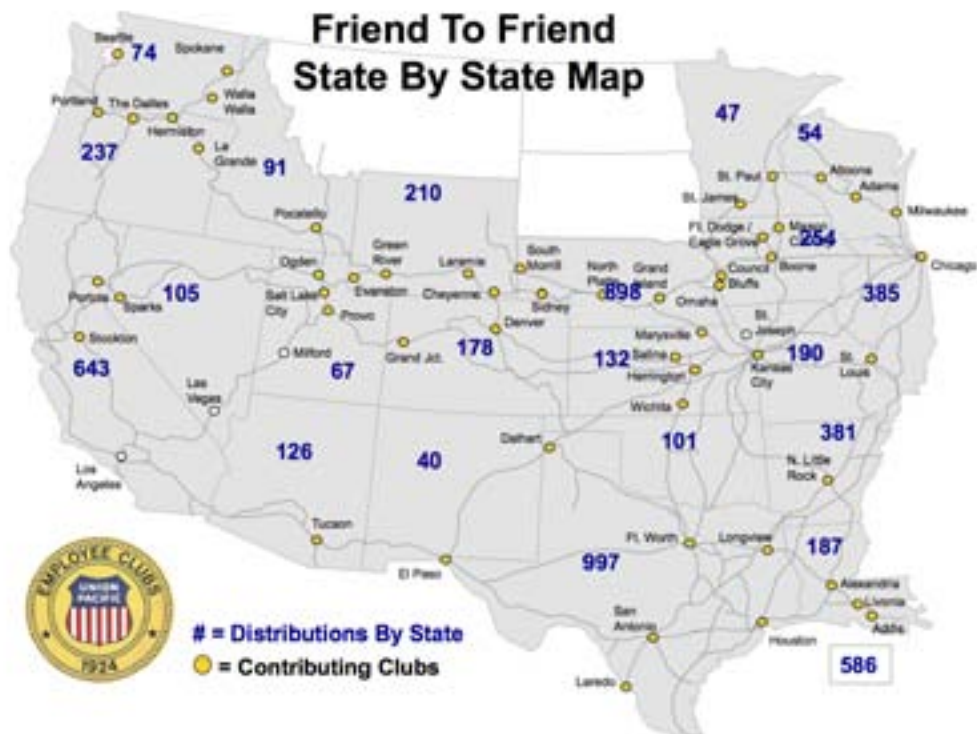 Friend To Friend
State By State Map
Seattle
74
Spokane
Walla
Walla
Portland
The Dalles
Hermiston
237
La
Grande
91
47
54
St. Paul
Altoona
Adams
St. James
Milwaukee
Ft. Dodge /
Eagle Grove
Mason
254
Boone
Chicago
210
Pocatello
Ogden
Green
River
Laramie
South
Morrill
North
Grand
Council
Bluffs
Portola
Sparks
105
Salt Lake
City
Evanston
Cheyenne
Sidney
898
Omaha
385
Provo
Stockton
643
Milford
67
Grand Jct.
178
Denver
Marysville
St.
Joseph
132
Salina
Herrington
Kansas
City
190
St.
Louis
Las
Vegas
Wichita
126
40
Dalhart
101
381
Los
Angeles
N. Little
Rock
Tucson
El Paso
997
Ft. Worth
Longview
187
Alexandria
Livonia
Addis
San
Antonio
Houston
Laredo
586
EMPLOYEE CLUBS
UNION
PACIFIC
1924
# = Distributions By State
= Contributing Clubs